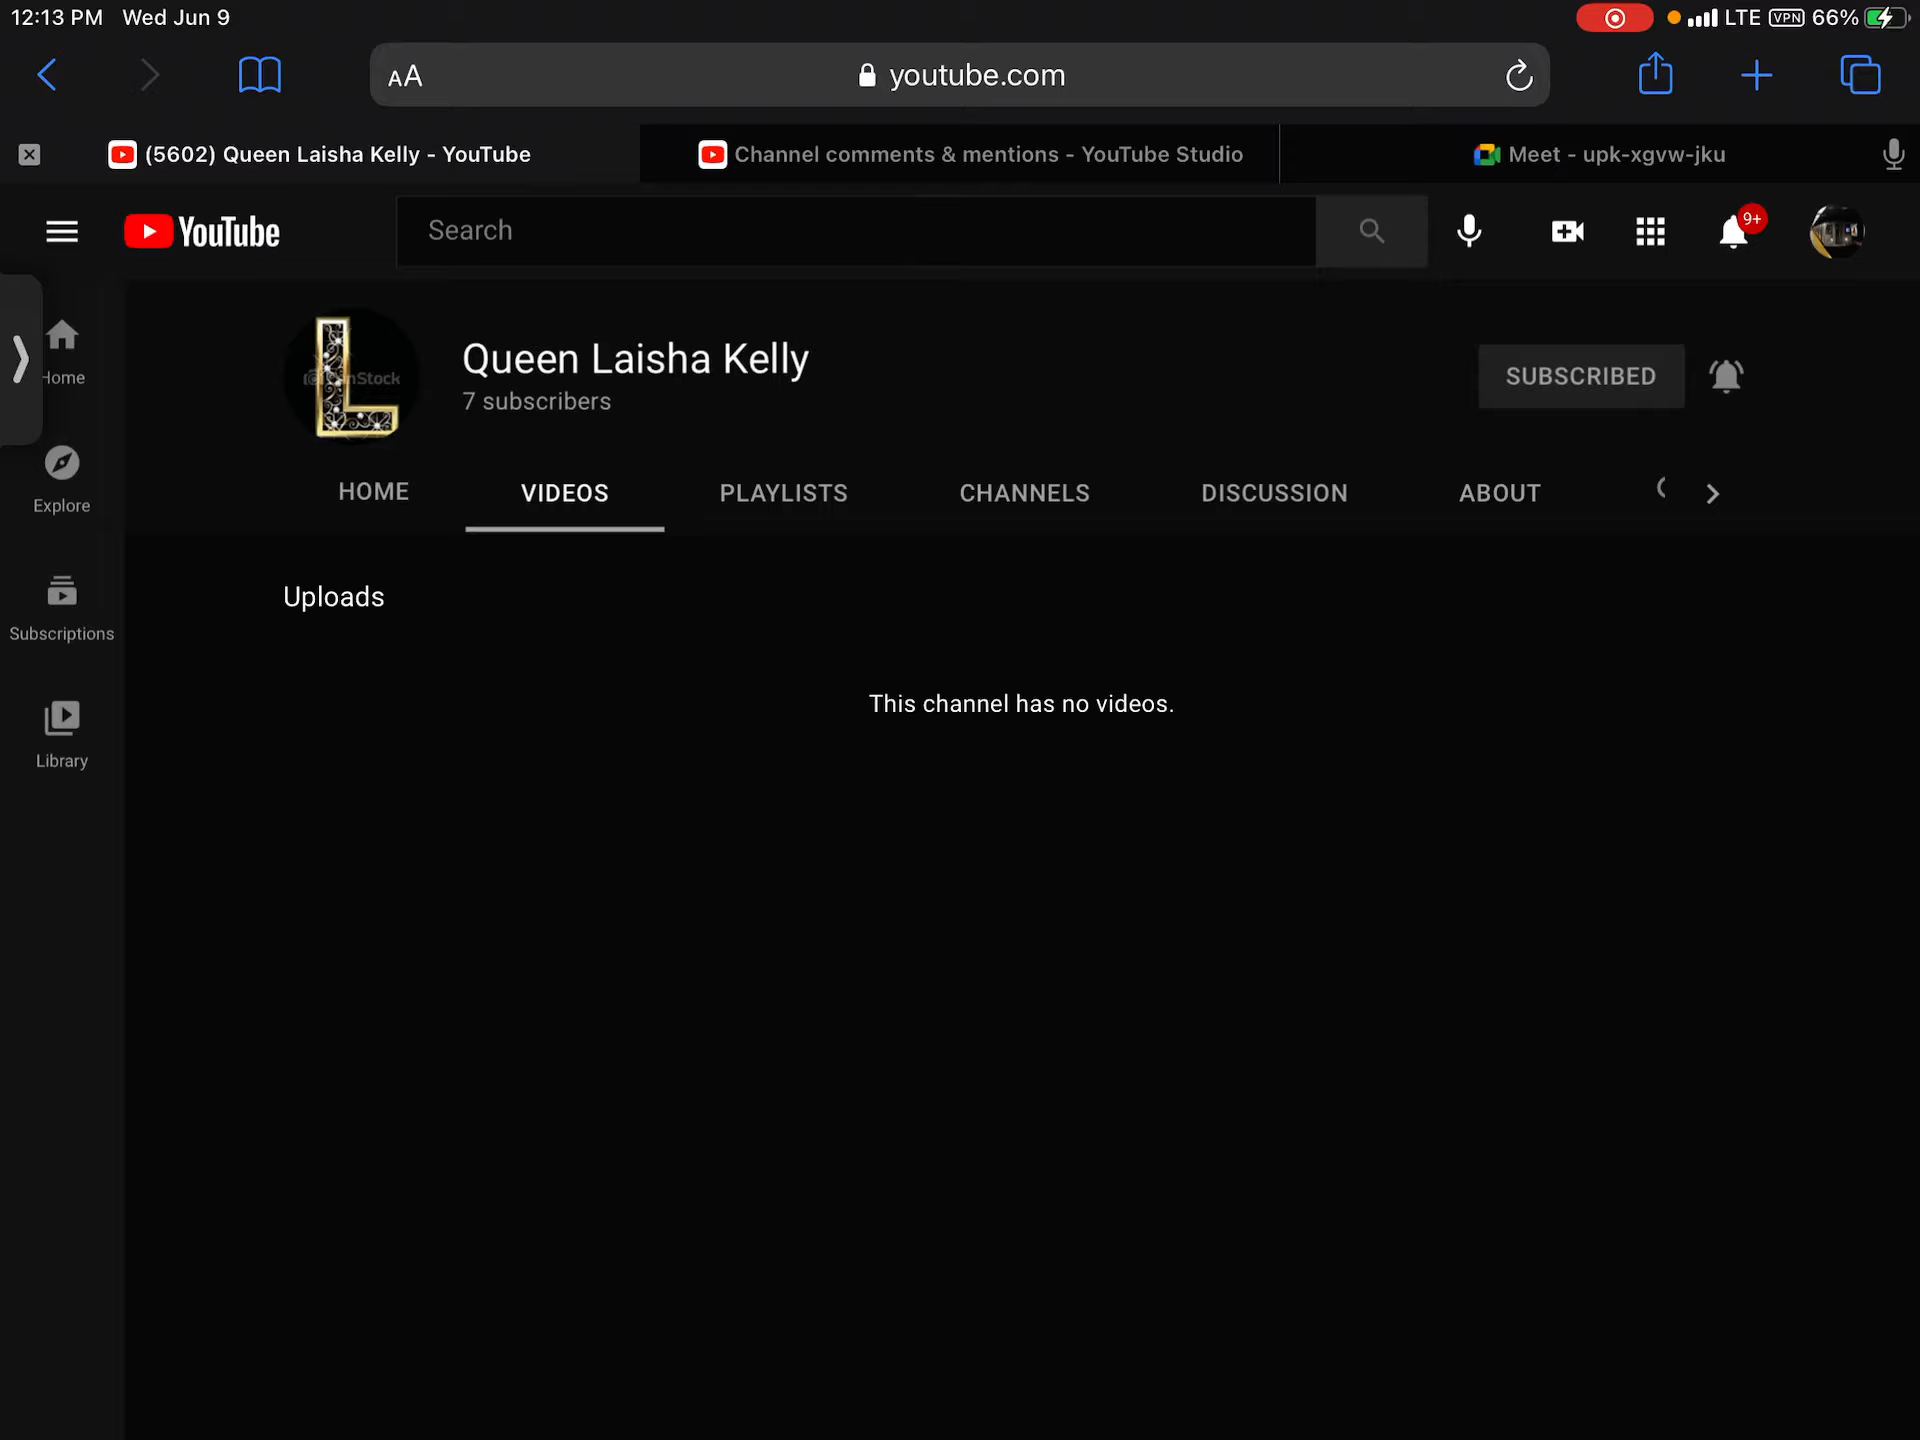 12:13 PM Wed Jun 9
LTE VPN 66%
AA youtube.com
(5602) Queen Laisha Kelly - YouTube
Channel comments & mentions - YouTube Studio
Meet - upk-xgvw-jku
YouTube
Search
9+
Home
Explore
Subscriptions
Library
L
Queen Laisha Kelly
7 subscribers
SUBSCRIBED
HOME VIDEOS PLAYLISTS CHANNELS DISCUSSION ABOUT
Uploads
This channel has no videos.